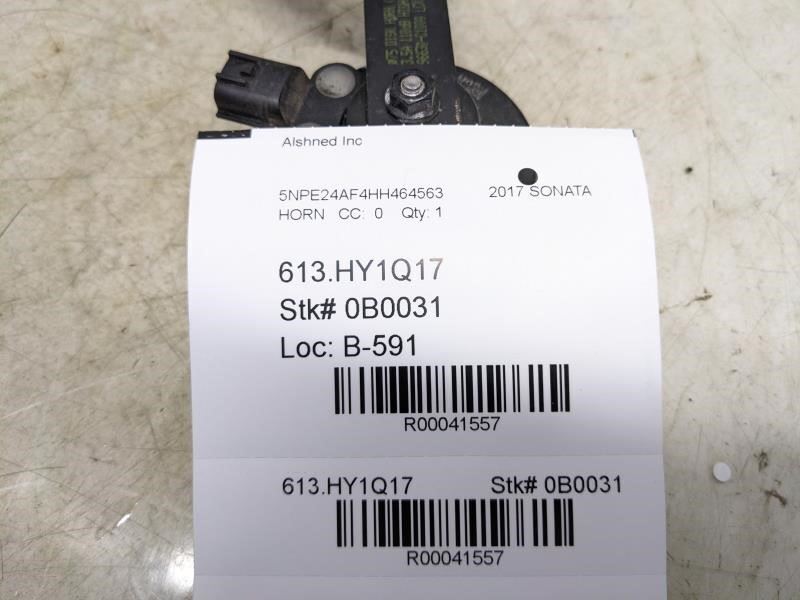 Alshned Inc
5NPE24AF4HH464563 2017 SONATA
HORN CC: 0 Qty: 1
613.HY1Q17
Stk# 0B0031
Loc: B-591
R00041557
613.HY1Q17 Stk# 0B0031
R00041557